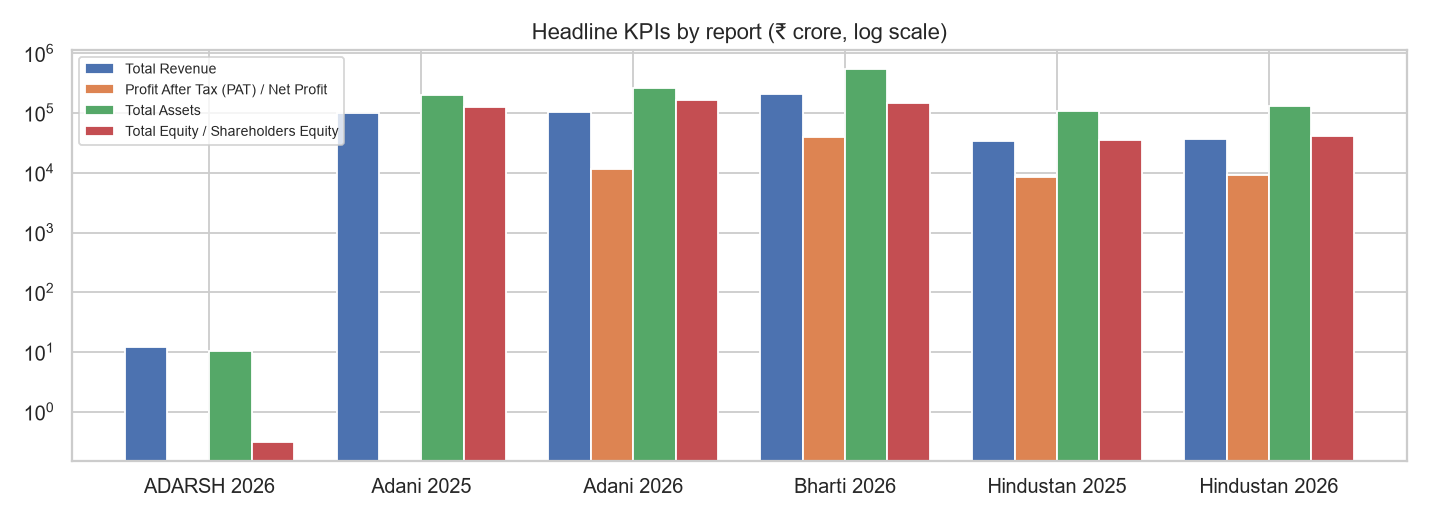 Headline KPIs by report (₹ crore, log scale)
Total Revenue
Profit After Tax (PAT) / Net Profit
Total Assets
Total Equity / Shareholders Equity
10⁶
10⁵
10⁴
10³
10²
10¹
10⁰
ADARSH 2026 Adani 2025 Adani 2026 Bharti 2026 Hindustan 2025 Hindustan 2026